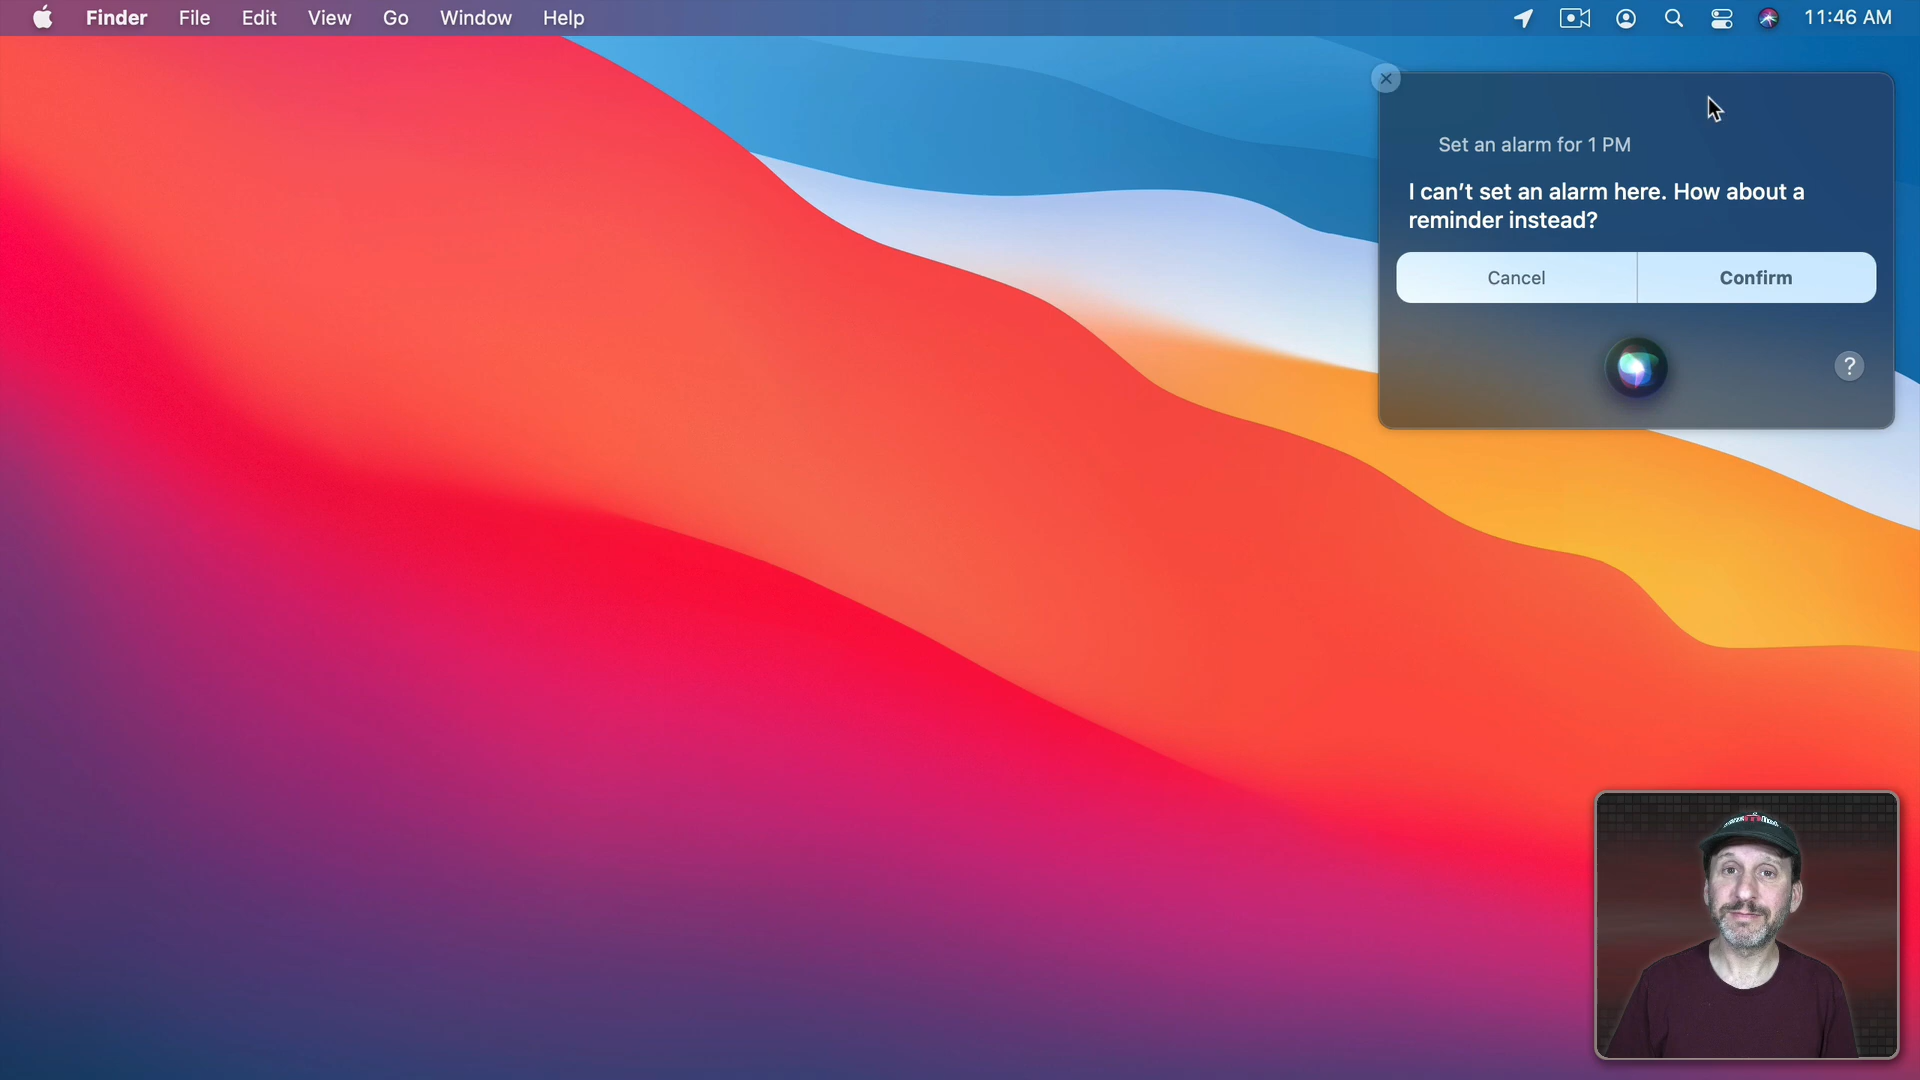 Finder File Edit View Go Window Help 11:46 AM
Set an alarm for 1 PM
I can't set an alarm here. How about a
reminder instead?
Cancel Confirm
?